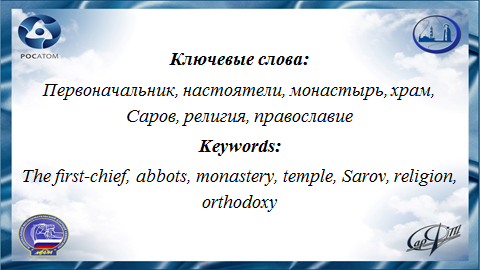 РОСАТОМ
Ключевые слова:
Первоначальник, настоятели, монастырь, храм,
Саров, религия, православие
Keywords:
The first-chief, abbots, monastery, temple, Sarov, religion,
orthodoxy